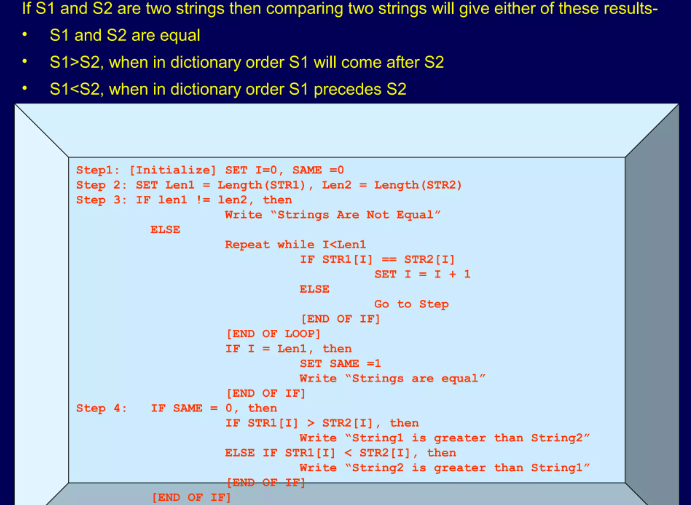 If S1 and S2 are two strings then comparing two strings will give either of these results-
• S1 and S2 are equal
• S1>S2, when in dictionary order S1 will come after S2
• S1<S2, when in dictionary order S1 precedes S2
Step1: [Initialize] SET I=0, SAME =0
Step 2: SET Len1 = Length(STR1), Len2 = Length(STR2)
Step 3: IF len1 != len2, then
Write “Strings Are Not Equal”
ELSE
Repeat while I<Len1
IF STR1[I] == STR2[I]
SET I = I + 1
ELSE
Go to Step
[END OF IF]
[END OF LOOP]
IF I = Len1, then
SET SAME =1
Write “Strings are equal”
[END OF IF]
Step 4: IF SAME = 0, then
IF STR1[I] > STR2[I], then
Write “String1 is greater than String2”
ELSE IF STR1[I] < STR2[I], then
Write “String2 is greater than String1”
[END OF IF]
[END OF IF]